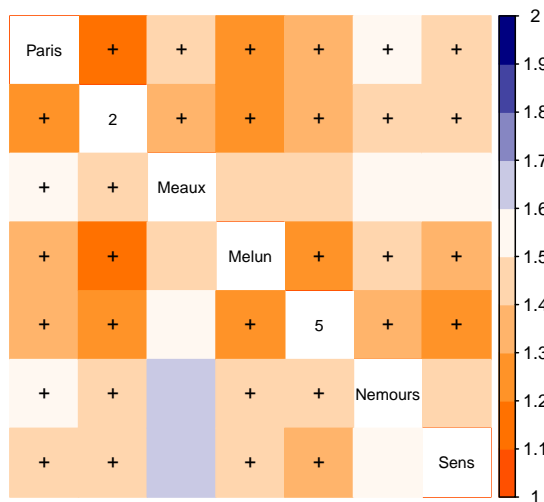 2
Paris + + + + + +
1.9
+ 2 + + + + +
1.8
1.7
+ + Meaux
1.6
+ + Melun + + +
1.5
1.4
+ + + 5 + +
1.3
+ + + + Nemours
1.2
+ + + + Sens
1.1
1